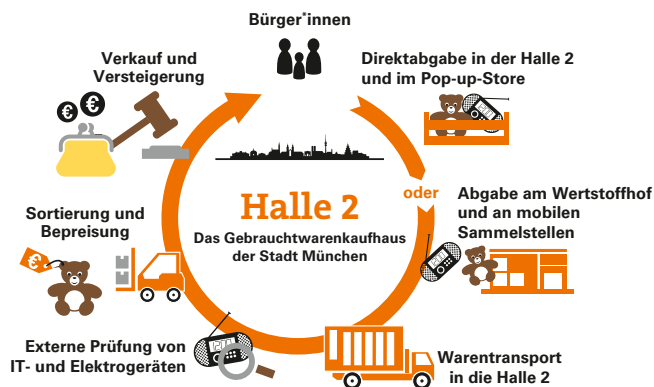 Bürger*innen
Direktabgabe in der Halle 2
und im Pop-up-Store
oder
Abgabe am Wertstoffhof
und an mobilen
Sammelstellen
Warentransport
in die Halle 2
Externe Prüfung von
IT- und Elektrogeräten
Sortierung und
Bepreisung
Verkauf und
Versteigerung
Halle 2
Das Gebrauchtwarenkaufhaus
der Stadt München
€
€
€